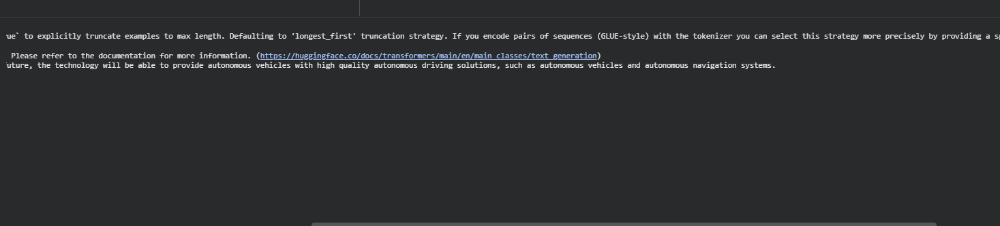 ue` to explicitly truncate examples to max length. Defaulting to 'longest_first' truncation strategy. If you encode pairs of sequences (GLUE-style) with the tokenizer you can select this strategy more precisely by providing a sp
Please refer to the documentation for more information. (https://huggingface.co/docs/transformers/main/en/main_classes/text_generation)
uture, the technology will be able to provide autonomous vehicles with high quality autonomous driving solutions, such as autonomous vehicles and autonomous navigation systems.